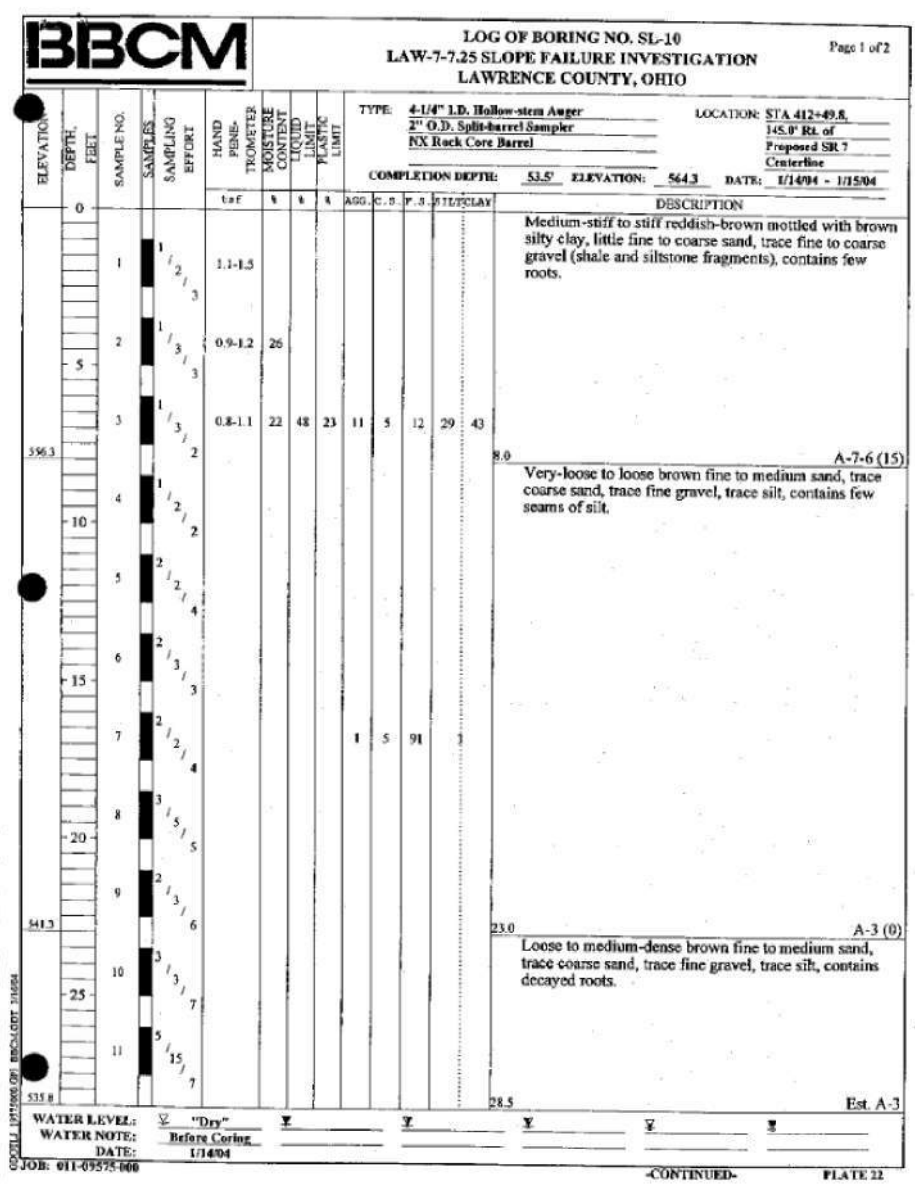 BBCM
LOG OF BORING NO. SL-10
LAW-7-7.25 SLOPE FAILURE INVESTIGATION
LAWRENCE COUNTY, OHIO
Page 1 of 2
ELEVATION
DEPTH, FEET
SAMPLE NO.
SAMPLES
SAMPLING EFFORT
HAND PENE-TROMETER
MOISTURE CONTENT
LIQUID LIMIT
PLASTIC LIMIT
TYPE: 4-1/4" I.D. Hollow-stem Auger
2" O.D. Split-barrel Sampler
NX Rock Core Barrel
LOCATION: STA 412+49.8,
145.0' Rt. of
Proposed SR 7
Centerline
COMPLETION DEPTH: 53.5' ELEVATION: 564.3 DATE: 1/14/04 - 1/15/04
tsf % % % AGG. C.S. F.S. SILT CLAY DESCRIPTION
0
Medium-stiff to stiff reddish-brown mottled with brown
silty clay, little fine to coarse sand, trace fine to coarse
gravel (shale and siltstone fragments), contains few
roots.
1 1/2/3 1.1-1.5
2 1/3/3 0.9-1.2 26
5
3 1/3/2 0.8-1.1 22 48 23 11 5 12 29 43
556.3 8.0 A-7-6 (15)
Very-loose to loose brown fine to medium sand, trace
coarse sand, trace fine gravel, trace silt, contains few
seams of silt.
4 1/2/2
10
5 2/2/4
6 2/3/3
15
7 2/2/4 1 5 91 3
8 3/5/5
20
9 2/3/6
541.3 23.0 A-3 (0)
Loose to medium-dense brown fine to medium sand,
trace coarse sand, trace fine gravel, trace silt, contains
decayed roots.
10 3/3/7
25
11 5/15/7
535.8 28.5 Est. A-3
WATER LEVEL: "Dry"
WATER NOTE: Before Coring
DATE: 1/14/04
JOB: 011-09575-000
-CONTINUED-
PLATE 22